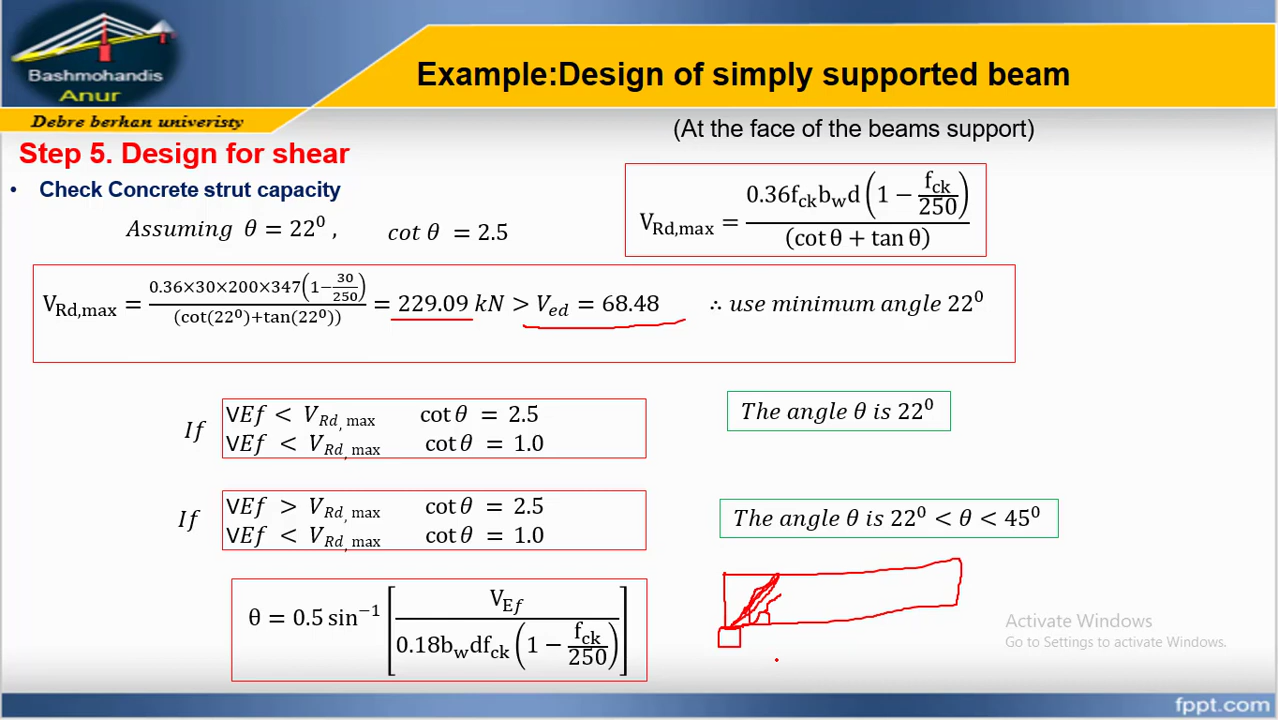 Bashmohandis
Anur
Debre berhan univeristy
Example:Design of simply supported beam
(At the face of the beams support)
Step 5. Design for shear
• Check Concrete strut capacity
Assuming θ = 22⁰ , cot θ = 2.5
V_Rd,max = 0.36f_ck b_w d (1 − f_ck/250) / (cot θ + tan θ)
V_Rd,max = 0.36×30×200×347(1−30/250) / (cot(22⁰)+tan(22⁰)) = 229.09 kN > V_ed = 68.48 ∴ use minimum angle 22⁰
If
VEf < V_Rd,max cot θ = 2.5
VEf < V_Rd,max cot θ = 1.0
The angle θ is 22⁰
If
VEf > V_Rd,max cot θ = 2.5
VEf < V_Rd,max cot θ = 1.0
The angle θ is 22⁰ < θ < 45⁰
θ = 0.5 sin⁻¹ [V_Ef / 0.18b_w df_ck (1 − f_ck/250)]
Activate Windows
Go to Settings to activate Windows.
fppt.com